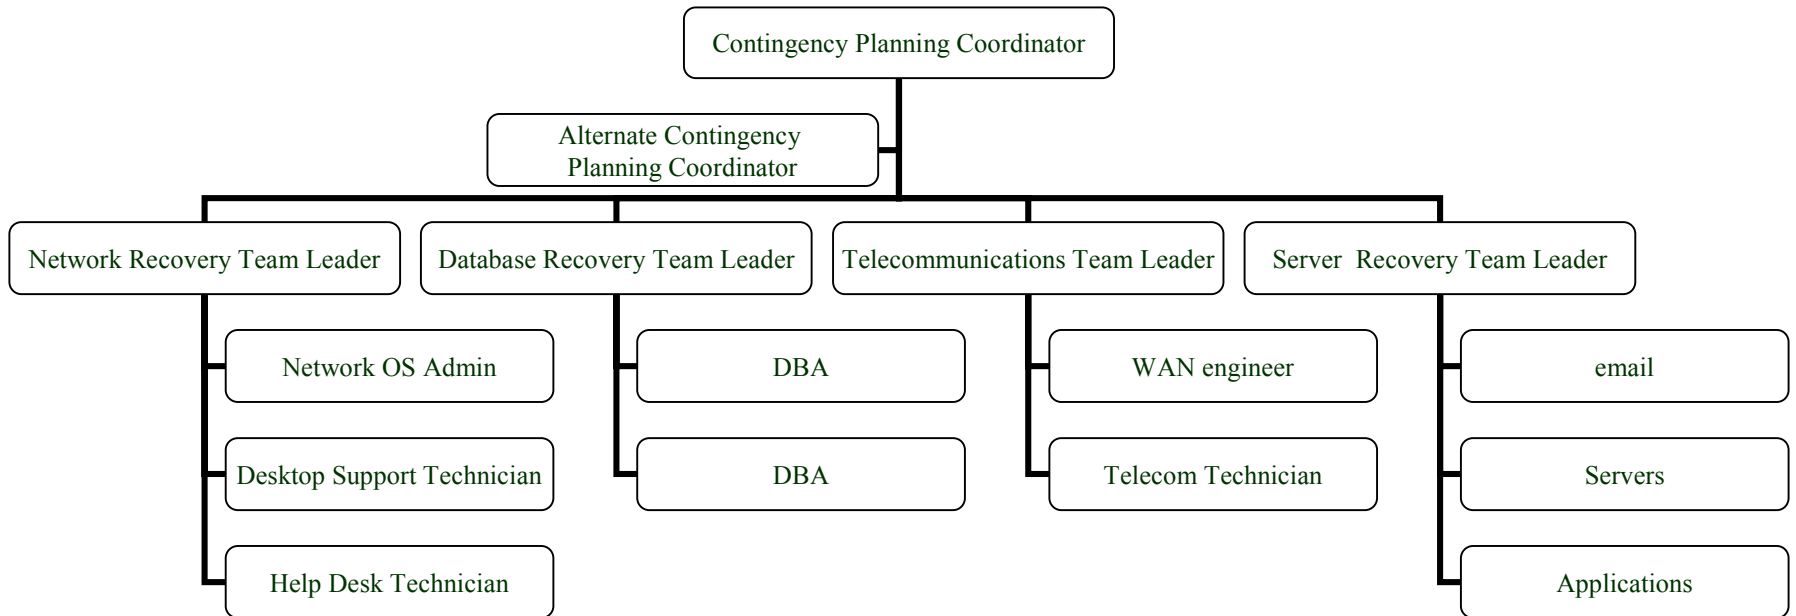 Contingency Planning Coordinator
Alternate Contingency
Planning Coordinator
Network Recovery Team Leader
Database Recovery Team Leader
Telecommunications Team Leader
Server  Recovery Team Leader
Network OS Admin
DBA
WAN engineer
email
Desktop Support Technician
DBA
Telecom Technician
Servers
Help Desk Technician
Applications